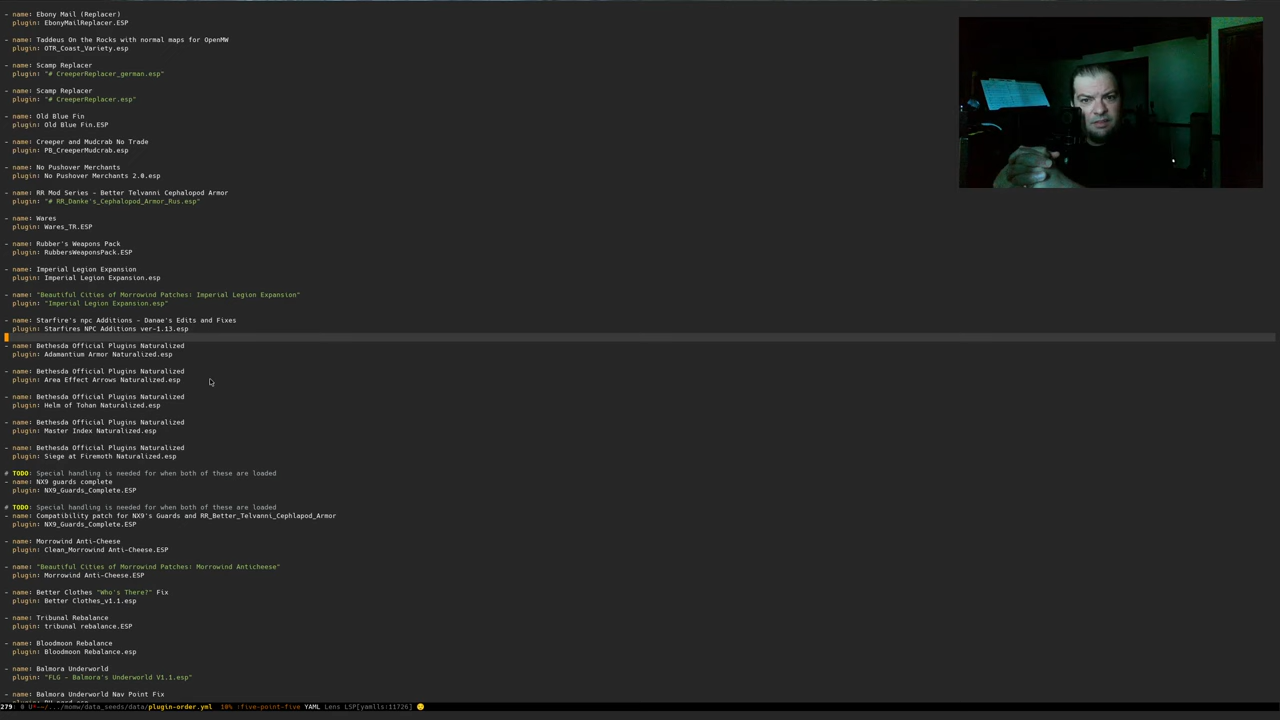 - name: Ebony Mail (Replacer)
plugin: EbonyMailReplacer.ESP
- name: Taddeus On the Rocks with normal maps for OpenMW
plugin: OTR_Coast_Variety.esp
- name: Scamp Replacer
plugin: "# CreeperReplacer_german.esp"
- name: Scamp Replacer
plugin: "# CreeperReplacer.esp"
- name: Old Blue Fin
plugin: Old Blue Fin.ESP
- name: Creeper and Mudcrab No Trade
plugin: PB_CreeperMudcrab.esp
- name: No Pushover Merchants
plugin: No Pushover Merchants 2.0.esp
- name: RR Mod Series - Better Telvanni Cephalopod Armor
plugin: "# RR_Danke's_Cephalopod_Armor_Rus.esp"
- name: Wares
plugin: Wares_TR.ESP
- name: Rubber's Weapons Pack
plugin: RubbersWeaponsPack.ESP
- name: Imperial Legion Expansion
plugin: Imperial Legion Expansion.esp
- name: "Beautiful Cities of Morrowind Patches: Imperial Legion Expansion"
plugin: "Imperial Legion Expansion.esp"
- name: Starfire's npc Additions - Danae's Edits and Fixes
plugin: Starfires NPC Additions ver-1.13.esp
- name: Bethesda Official Plugins Naturalized
plugin: Adamantium Armor Naturalized.esp
- name: Bethesda Official Plugins Naturalized
plugin: Area Effect Arrows Naturalized.esp
- name: Bethesda Official Plugins Naturalized
plugin: Helm of Tohan Naturalized.esp
- name: Bethesda Official Plugins Naturalized
plugin: Master Index Naturalized.esp
- name: Bethesda Official Plugins Naturalized
plugin: Siege at Firemoth Naturalized.esp
# TODO: Special handling is needed for when both of these are loaded
- name: NX9 guards complete
plugin: NX9_Guards_Complete.ESP
# TODO: Special handling is needed for when both of these are loaded
- name: Compatibility patch for NX9's Guards and RR_Better_Telvanni_Cephlapod_Armor
plugin: NX9_Guards_Complete.ESP
- name: Morrowind Anti-Cheese
plugin: Clean_Morrowind Anti-Cheese.ESP
- name: "Beautiful Cities of Morrowind Patches: Morrowind Anticheese"
plugin: Morrowind Anti-Cheese.ESP
- name: Better Clothes "Who's There?" Fix
plugin: Better Clothes_v1.1.esp
- name: Tribunal Rebalance
plugin: tribunal rebalance.ESP
- name: Bloodmoon Rebalance
plugin: Bloodmoon Rebalance.esp
- name: Balmora Underworld
plugin: "FLG - Balmora's Underworld V1.1.esp"
- name: Balmora Underworld Nav Point Fix
279: 0 U*--/.../momw/data_seeds/data/plugin-order.yml 10% :five-point-five YAML Lens LSP[yamlls:11726]